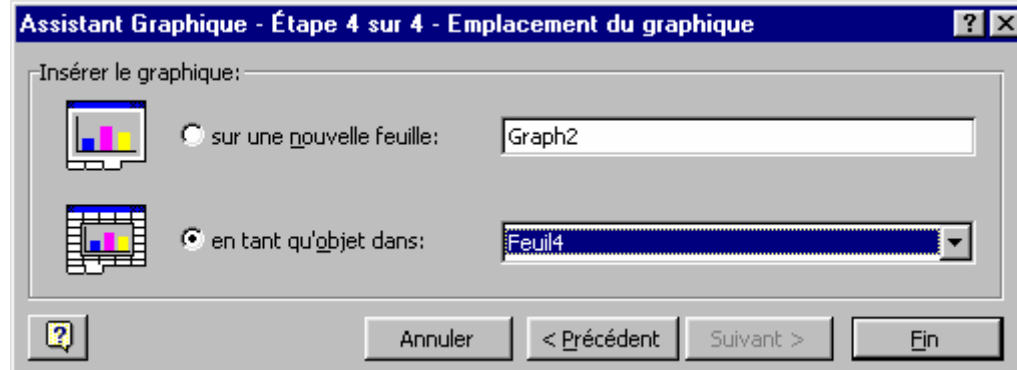 Assistant Graphique - Étape 4 sur 4 - Emplacement du graphique
Insérer le graphique:
sur une nouvelle feuille: Graph2
en tant qu'objet dans: Feuil4
Annuler < Précédent Suivant > Fin